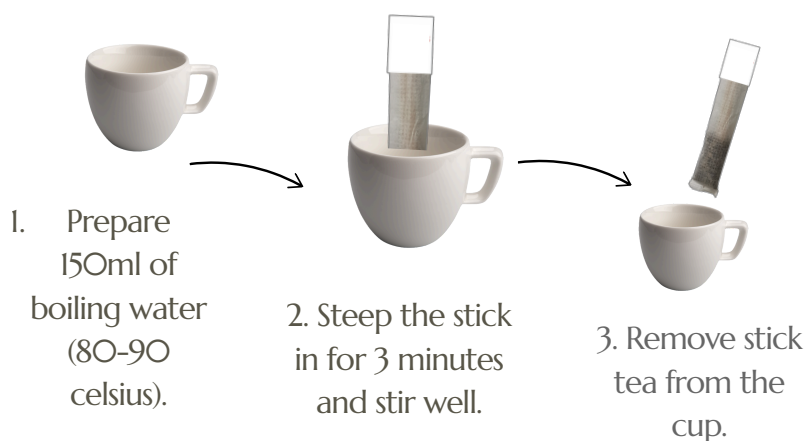 1. Prepare
150ml of
boiling water
(80-90
celsius).
2. Steep the stick
in for 3 minutes
and stir well.
3. Remove stick
tea from the
cup.